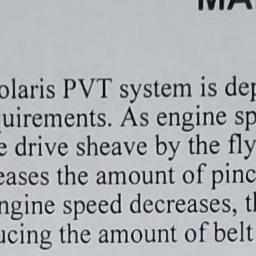 MA
olaris PVT system is dep
uirements. As engine sp
e drive sheave by the fly
eases the amount of pinc
ngine speed decreases, th
ucing the amount of belt